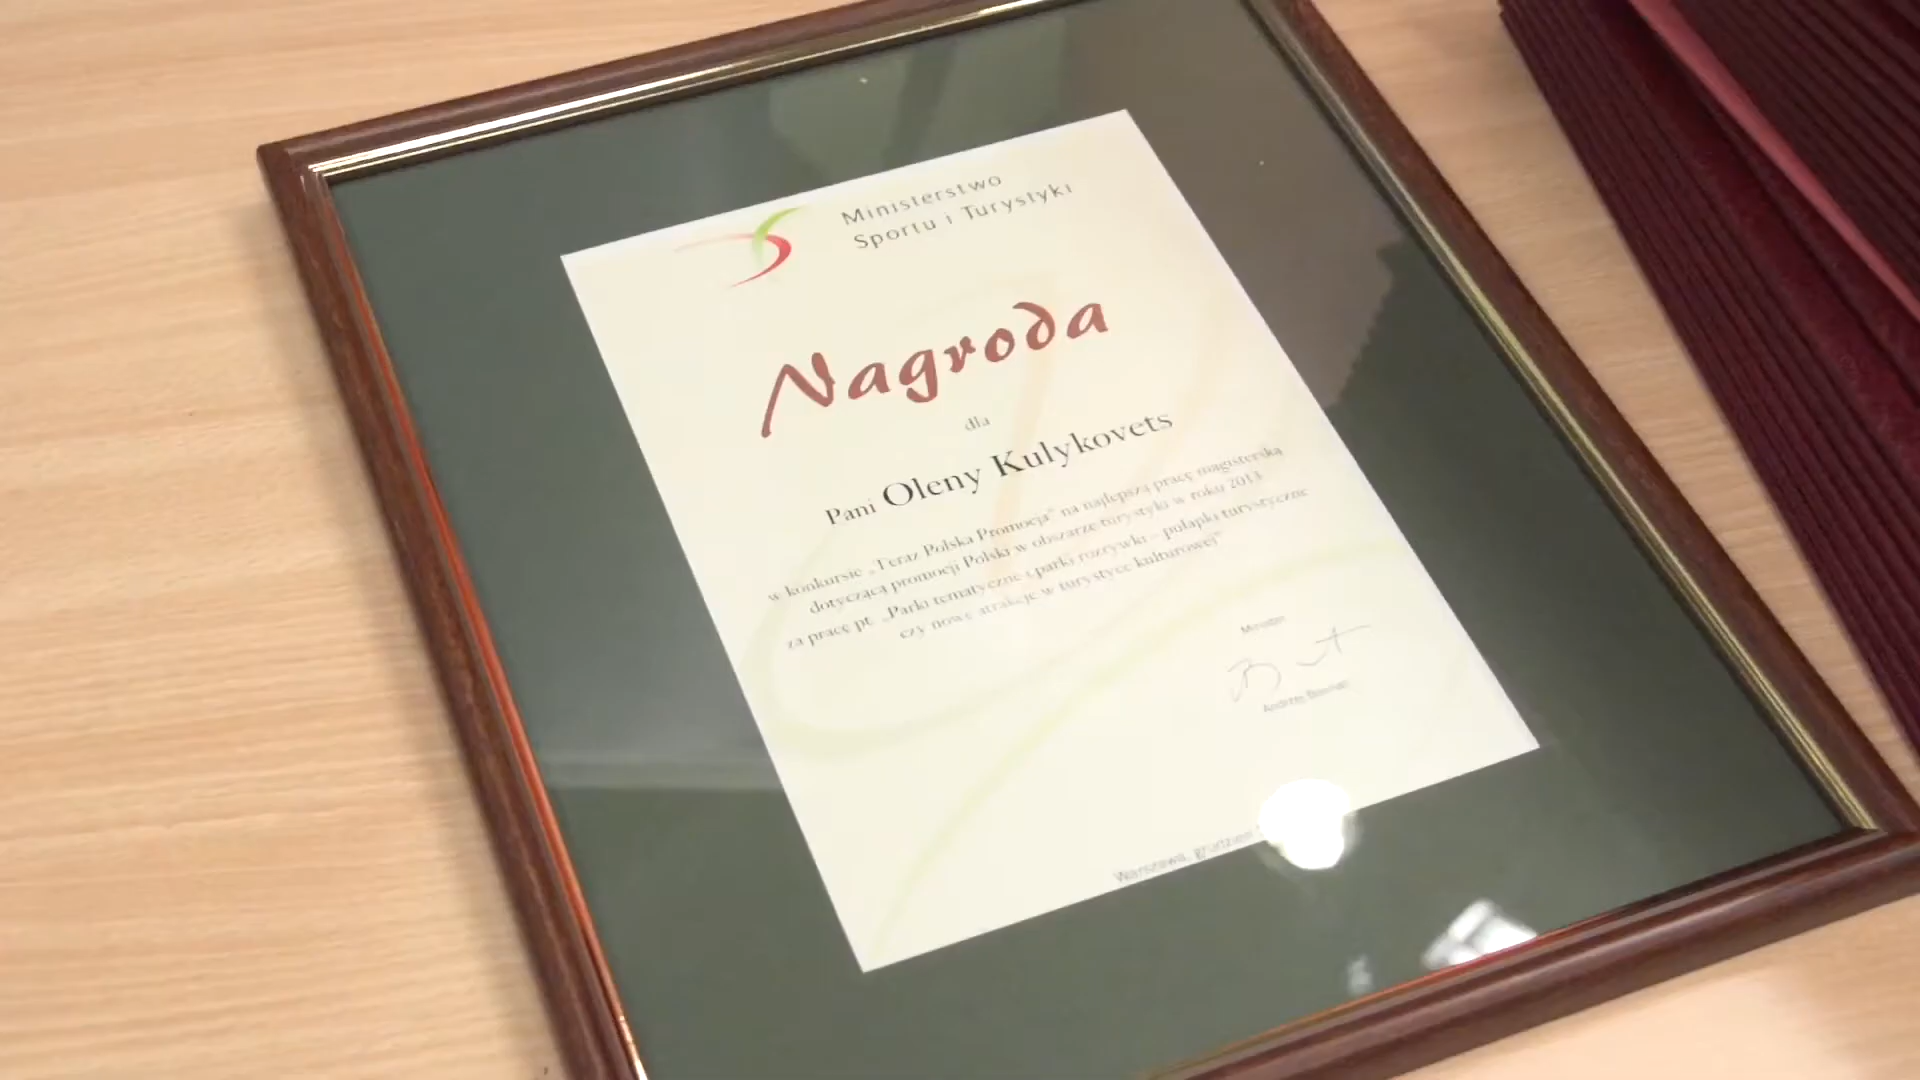 Ministerstwo
Sportu i Turystyki
Nagroda
dla
Pani Oleny Kulykovets
w konkursie „Teraz Polska Promocja” na najlepszą pracę magisterską
dotyczącą promocji Polski w obszarze turystyki w roku 2013
za pracę pt. „Parki tematyczne i parki rozrywki – pułapki turystyczne
czy nowe atrakcje w turystyce kulturowej”
Minister
Andrzej
Warszawa, grudzień